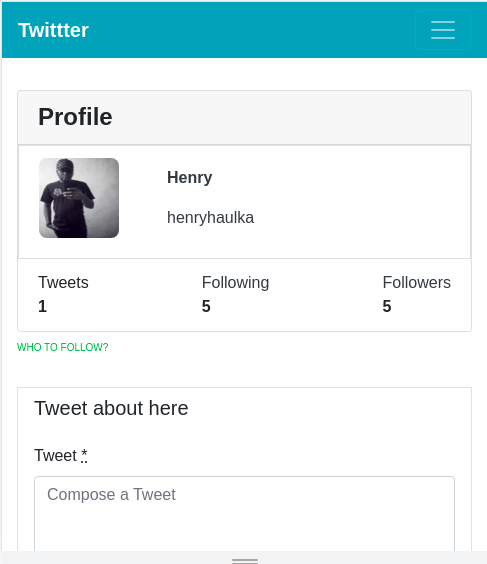 Twittter
Profile
Henry
henryhaulka
Tweets Following Followers
1 5 5
WHO TO FOLLOW?
Tweet about here
Tweet *
Compose a Tweet